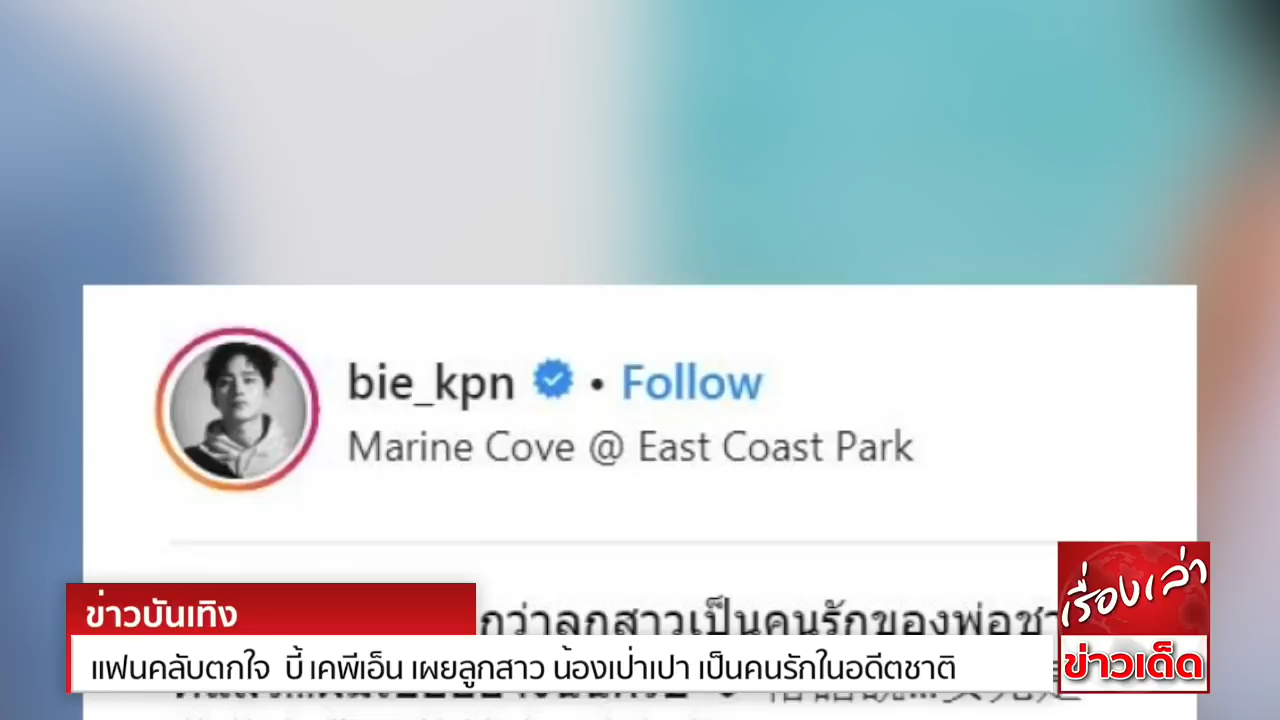 bie_kpn • Follow
Marine Cove @ East Coast Park
กว่าลูกสาวเป็นคนรักของพ่อชา
ข่าวบันเทิง
แฟนคลับตกใจ บี้ เคพีเอ็น เผยลูกสาว น้องเป่าเปา เป็นคนรักในอดีตชาติ
เรื่องเล่า
ข่าวเด็ด